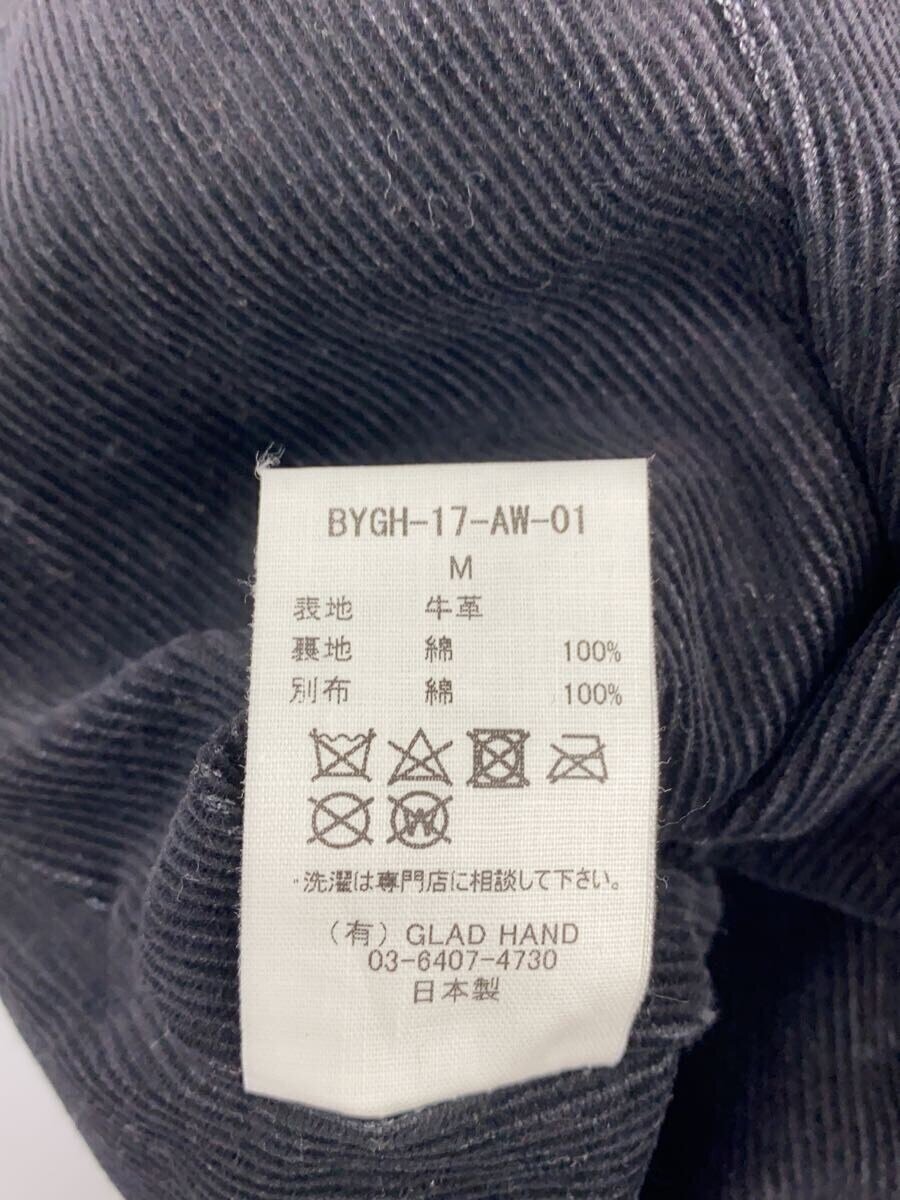 BYGH-17-AW-01
M
表地 牛革
裏地 綿 100%
別布 綿 100%
W
・洗濯は専門店に相談して下さい。
(有) GLAD HAND
03-6407-4730
日本製